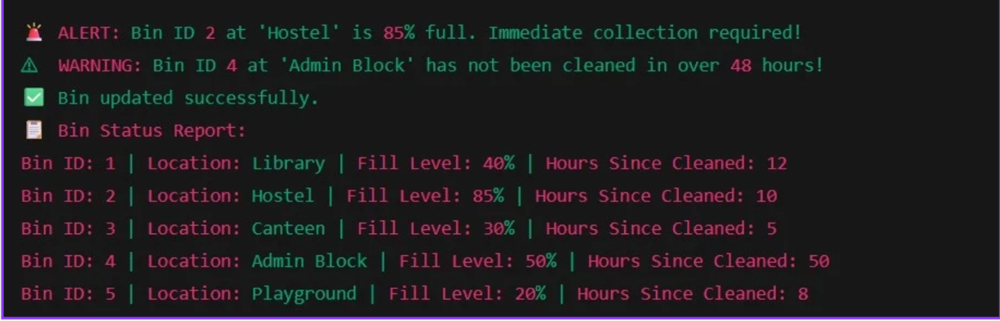 🚨 ALERT: Bin ID 2 at 'Hostel' is 85% full. Immediate collection required!
⚠ WARNING: Bin ID 4 at 'Admin Block' has not been cleaned in over 48 hours!
✅ Bin updated successfully.
📋 Bin Status Report:
Bin ID: 1 | Location: Library | Fill Level: 40% | Hours Since Cleaned: 12
Bin ID: 2 | Location: Hostel | Fill Level: 85% | Hours Since Cleaned: 10
Bin ID: 3 | Location: Canteen | Fill Level: 30% | Hours Since Cleaned: 5
Bin ID: 4 | Location: Admin Block | Fill Level: 50% | Hours Since Cleaned: 50
Bin ID: 5 | Location: Playground | Fill Level: 20% | Hours Since Cleaned: 8